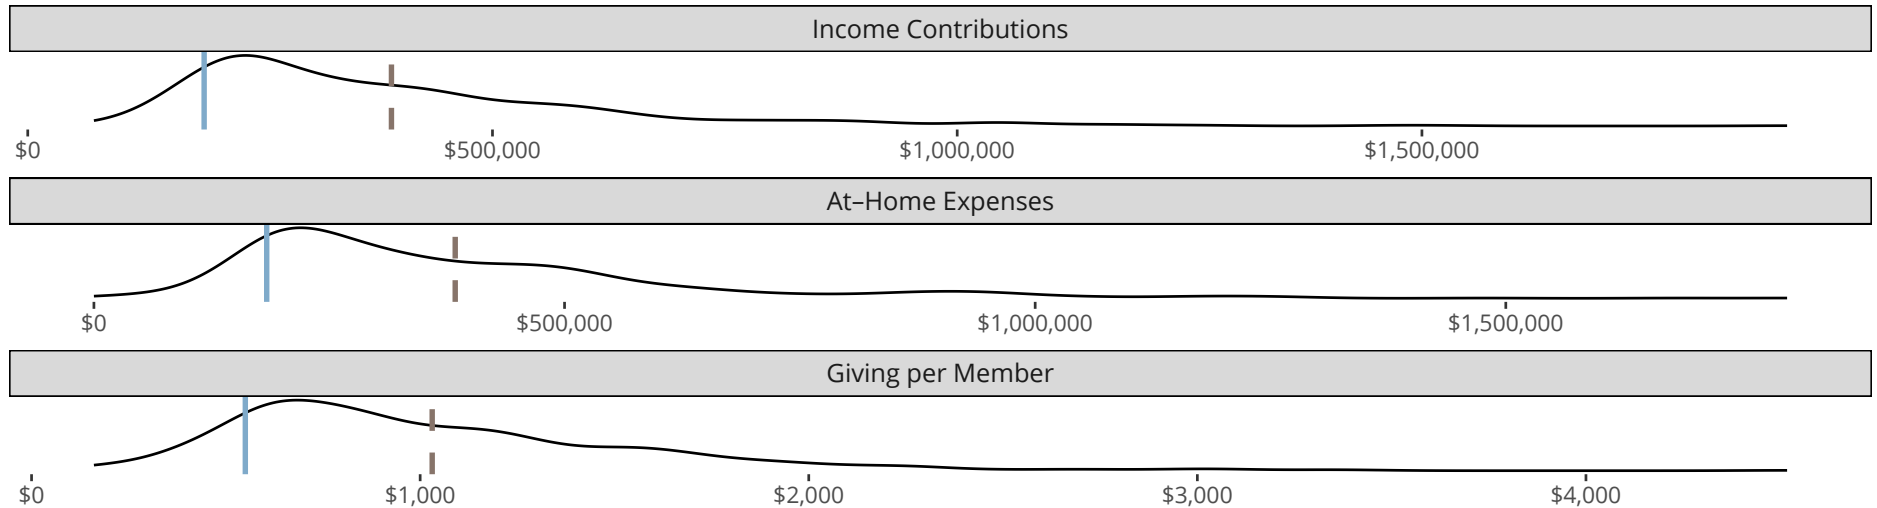 Income Contributions
$0 $500,000 $1,000,000 $1,500,000
At–Home Expenses
$0 $500,000 $1,000,000 $1,500,000
Giving per Member
$0 $1,000 $2,000 $3,000 $4,000